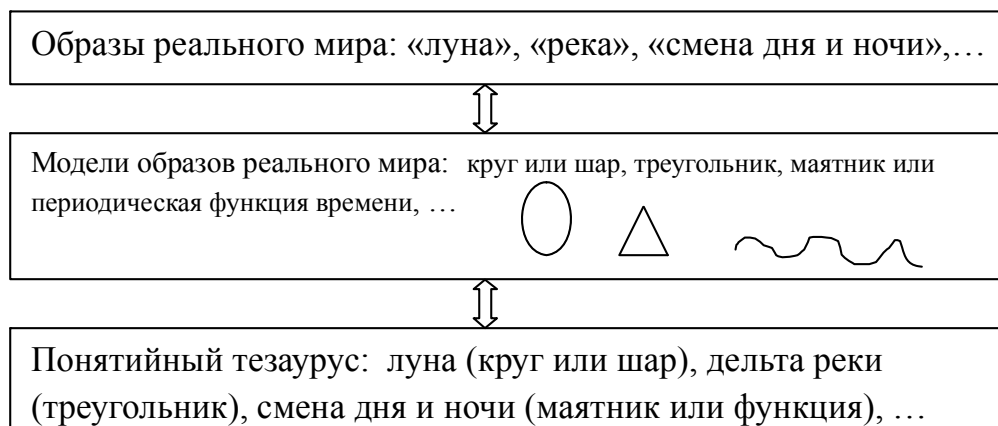 Образы реального мира: «луна», «река», «смена дня и ночи»,…
Модели образов реального мира: круг или шар, треугольник, маятник или
периодическая функция времени, …
Понятийный тезаурус: луна (круг или шар), дельта реки
(треугольник), смена дня и ночи (маятник или функция), …